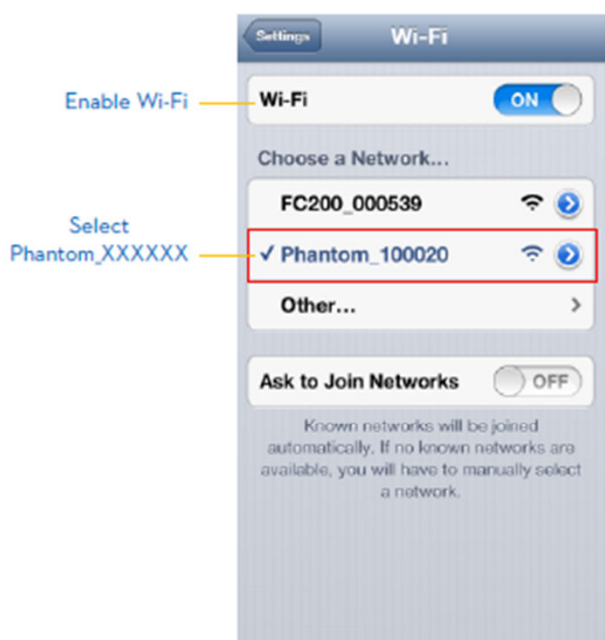 Settings
Wi-Fi
Enable Wi-Fi
Wi-Fi
ON
Choose a Network...
FC200_000539
Select
Phantom_XXXXXX
✓ Phantom_100020
Other...
Ask to Join Networks
OFF
Known networks will be joined
automatically. If no known networks are
available, you will have to manually select
a network.